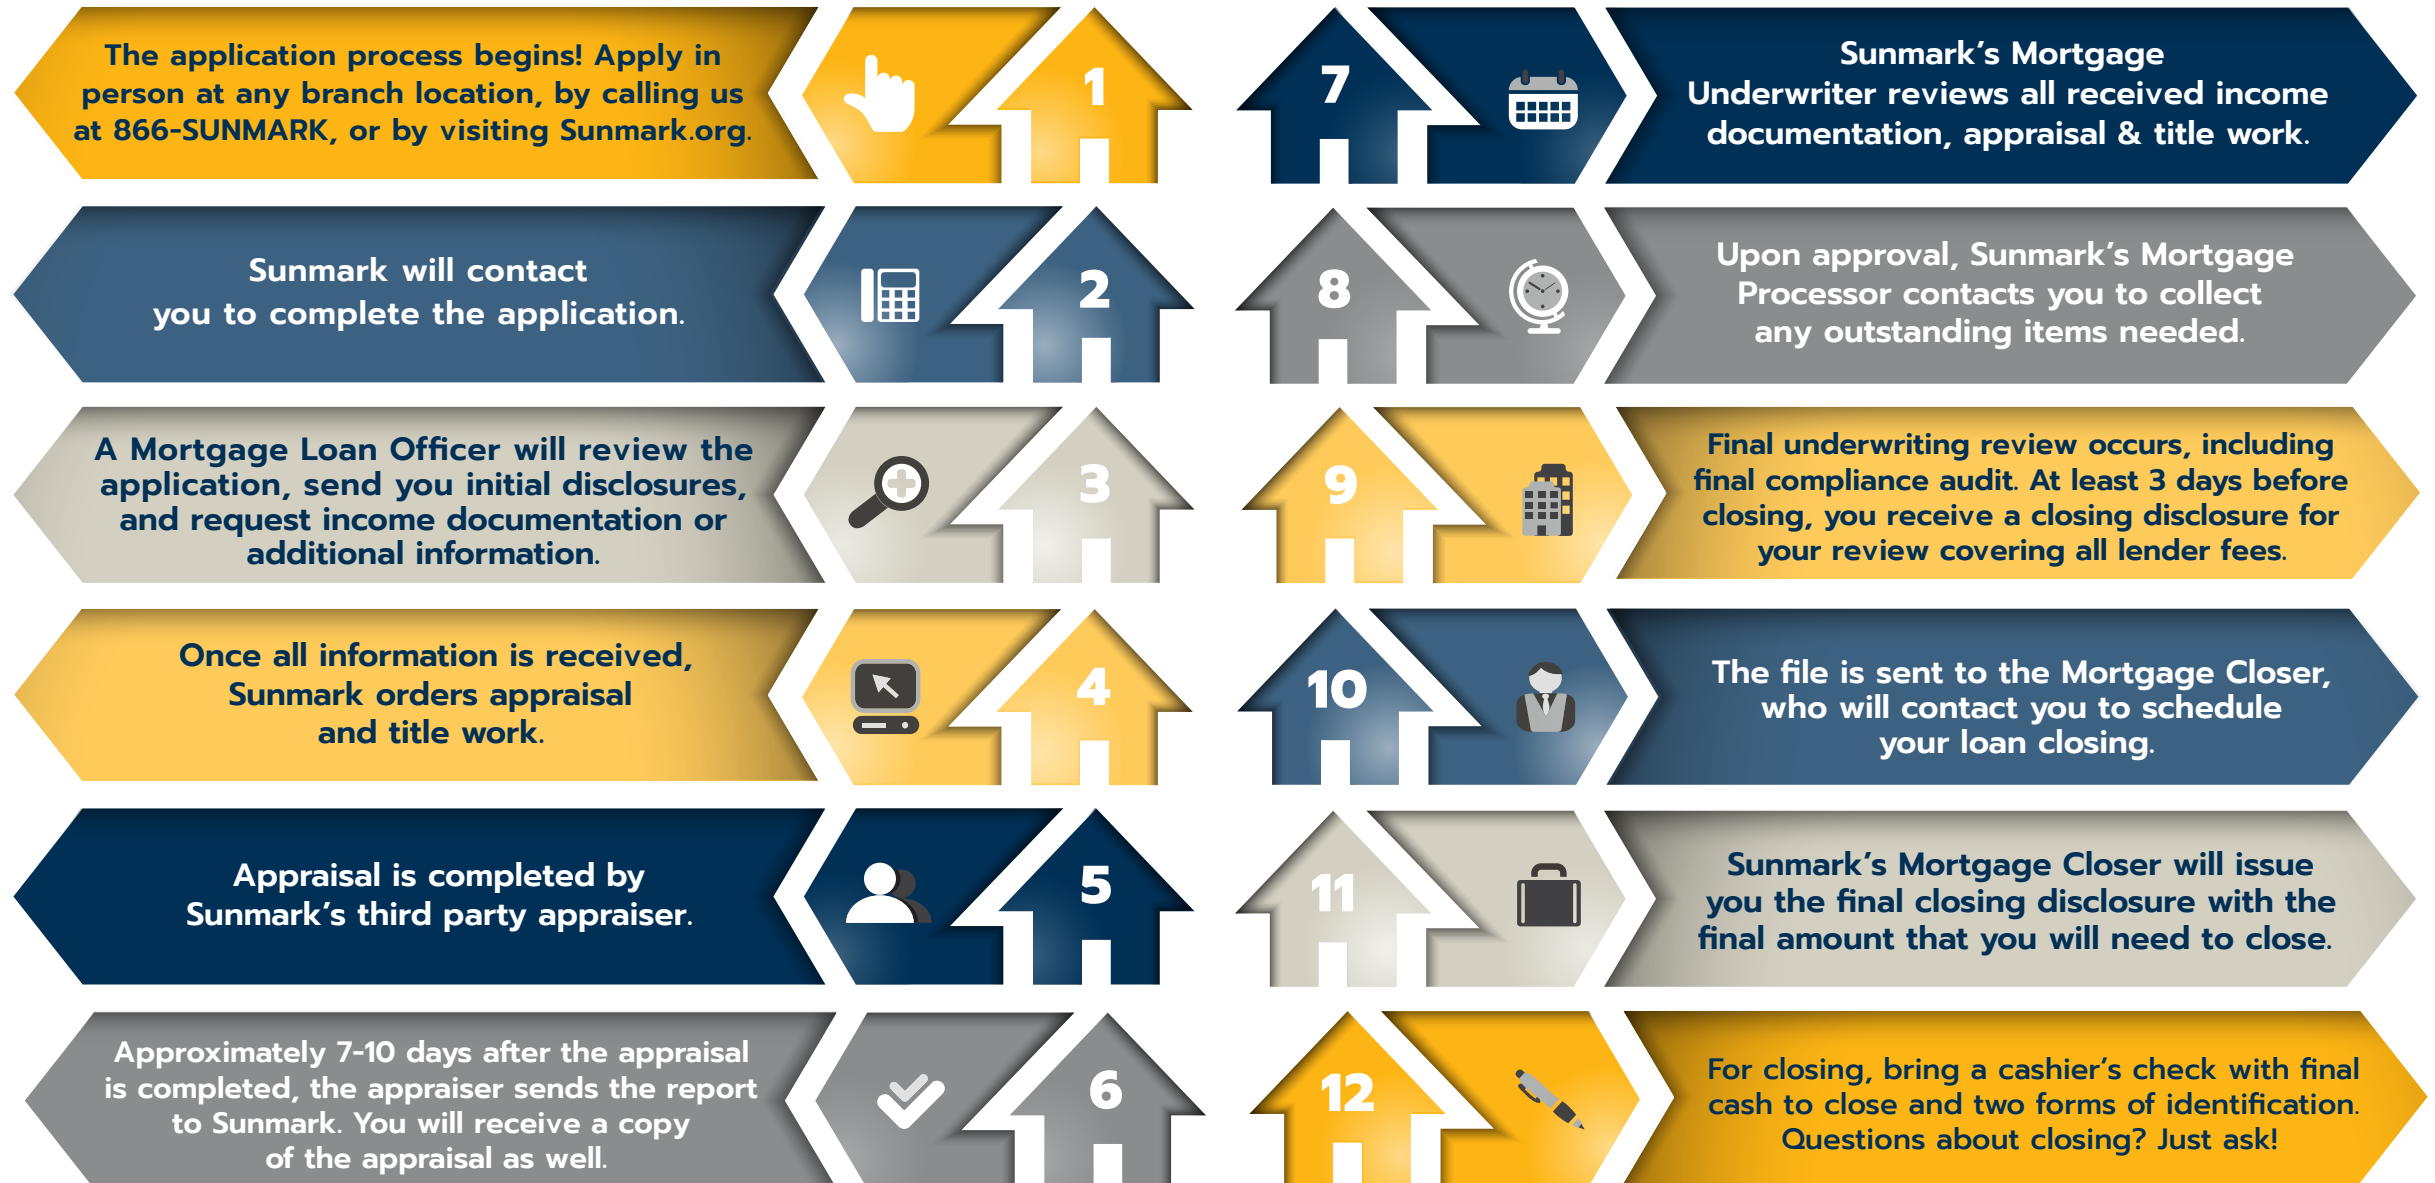 The application process begins! Apply in
person at any branch location, by calling us
at 866-SUNMARK, or by visiting Sunmark.org.
1
Sunmark will contact
you to complete the application.
2
A Mortgage Loan Officer will review the
application, send you initial disclosures,
and request income documentation or
additional information.
3
Once all information is received,
Sunmark orders appraisal
and title work.
4
Appraisal is completed by
Sunmark's third party appraiser.
5
Approximately 7-10 days after the appraisal
is completed, the appraiser sends the report
to Sunmark. You will receive a copy
of the appraisal as well.
6
7
Sunmark's Mortgage
Underwriter reviews all received income
documentation, appraisal & title work.
8
Upon approval, Sunmark's Mortgage
Processor contacts you to collect
any outstanding items needed.
9
Final underwriting review occurs, including
final compliance audit. At least 3 days before
closing, you receive a closing disclosure for
your review covering all lender fees.
10
The file is sent to the Mortgage Closer,
who will contact you to schedule
your loan closing.
11
Sunmark's Mortgage Closer will issue
you the final closing disclosure with the
final amount that you will need to close.
12
For closing, bring a cashier's check with final
cash to close and two forms of identification.
Questions about closing? Just ask!